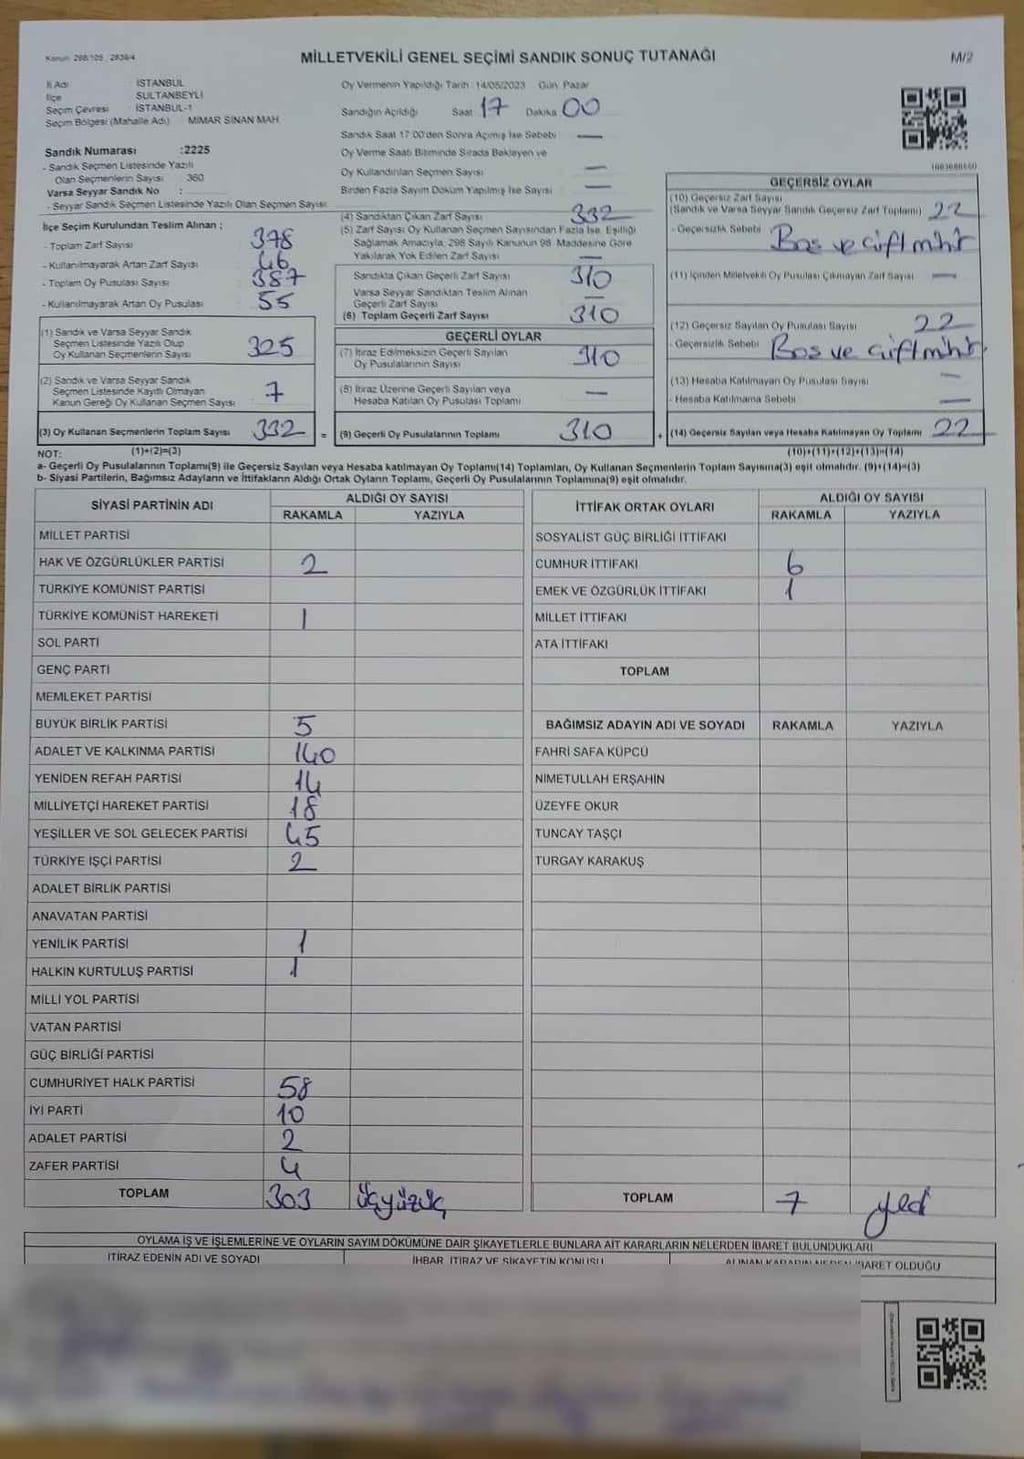 Kanun: 298/105, 2839/4
MİLLETVEKİLİ GENEL SEÇİMİ SANDIK SONUÇ TUTANAĞI
M/2
İl Adı İSTANBUL
İlçe SULTANBEYLİ
Seçim Çevresi İSTANBUL-1
Seçim Bölgesi (Mahalle Adı) MİMAR SİNAN MAH
Sandık Numarası :2225
- Sandık Seçmen Listesinde Yazılı
Olan Seçmenlerin Sayısı 360
Varsa Seyyar Sandık No :
- Seyyar Sandık Seçmen Listesinde Yazılı Olan Seçmen Sayısı:
İlçe Seçim Kurulundan Teslim Alınan ;
- Toplam Zarf Sayısı 378
- Kullanılmayarak Artan Zarf Sayısı 46
- Toplam Oy Pusulası Sayısı 387
- Kullanılmayarak Artan Oy Pusulası 55
(1) Sandık ve Varsa Seyyar Sandık
Seçmen Listesinde Yazılı Olup
Oy Kullanan Seçmenlerin Sayısı 325
(2) Sandık ve Varsa Seyyar Sandık
Seçmen Listesinde Kayıtlı Olmayan
Kanun Gereği Oy Kullanan Seçmen Sayısı 7
(3) Oy Kullanan Seçmenlerin Toplam Sayısı 332 =
Oy Vermenin Yapıldığı Tarih : 14/05/2023 Gün: Pazar
Sandığın Açıldığı Saat 17 Dakika 00
Sandık Saat 17:00'den Sonra Açımış İse Sebebi —
Oy Verme Saati Bitiminde Sırada Bekleyen ve
Oy Kullandırılan Seçmen Sayısı —
Birden Fazla Sayım Döküm Yapılmış İse Sayısı —
(4) Sandıktan Çıkan Zarf Sayısı 332
(5) Zarf Sayısı Oy Kullanan Seçmen Sayısından Fazla İse, Eşitliği
Sağlamak Amacıyla, 298 Sayılı Kanunun 98. Maddesine Göre
Yakılarak Yok Edilen Zarf Sayısı —
Sandıkta Çıkan Geçerli Zarf Sayısı 310
Varsa Seyyar Sandıktan Teslim Alınan
Geçerli Zarf Sayısı —
(6) Toplam Geçerli Zarf Sayısı 310
GEÇERLİ OYLAR
(7) İtiraz Edilmeksizin Geçerli Sayılan
Oy Pusulalarının Sayısı 310
(8) İtiraz Üzerine Geçerli Sayılan veya
Hesaba Katılan Oy Pusulası Toplamı —
(9) Geçerli Oy Pusulalarının Toplamı 310 +
GEÇERSİZ OYLAR
(10) Geçersiz Zarf Sayısı
(Sandık ve Varsa Seyyar Sandık Geçersiz Zarf Toplamı) 22
- Geçersizlik Sebebi Boş ve çift mühür
(11) İçinden Milletvekili Oy Pusulası Çıkmayan Zarf Sayısı —
(12) Geçersiz Sayılan Oy Pusulası Sayısı 22
- Geçersizlik Sebebi Boş ve çift mühür
(13) Hesaba Katılmayan Oy Pusulası Sayısı —
- Hesaba Katılmama Sebebi —
(14) Geçersiz Sayılan veya Hesaba Katılmayan Oy Toplamı 22
NOT: (1)+(2)=(3) (10)+(11)+(12)+(13)=(14)
a- Geçerli Oy Pusulalarının Toplamı(9) ile Geçersiz Sayılan veya Hesaba katılmayan Oy Toplamı(14) Toplamları, Oy Kullanan Seçmenlerin Toplam Sayısına(3) eşit olmalıdır. (9)+(14)=(3)
b- Siyasi Partilerin, Bağımsız Adayların ve İttifakların Aldığı Ortak Oyların Toplamı, Geçerli Oy Pusulalarının Toplamına(9) eşit olmalıdır.
SİYASİ PARTİNİN ADI ALDIĞI OY SAYISI
RAKAMLA YAZIYLA
MİLLET PARTİSİ
HAK VE ÖZGÜRLÜKLER PARTİSİ 2
TÜRKİYE KOMÜNİST PARTİSİ
TÜRKİYE KOMÜNİST HAREKETİ 1
SOL PARTİ
GENÇ PARTİ
MEMLEKET PARTİSİ
BÜYÜK BİRLİK PARTİSİ 5
ADALET VE KALKINMA PARTİSİ 140
YENİDEN REFAH PARTİSİ 14
MİLLİYETÇİ HAREKET PARTİSİ 18
YEŞİLLER VE SOL GELECEK PARTİSİ 45
TÜRKİYE İŞÇİ PARTİSİ 2
ADALET BİRLİK PARTİSİ
ANAVATAN PARTİSİ
YENİLİK PARTİSİ 1
HALKIN KURTULUŞ PARTİSİ 1
MİLLİ YOL PARTİSİ
VATAN PARTİSİ
GÜÇ BİRLİĞİ PARTİSİ
CUMHURİYET HALK PARTİSİ 58
İYİ PARTİ 10
ADALET PARTİSİ 2
ZAFER PARTİSİ 4
TOPLAM 303 üçyüzüç
İTTİFAK ORTAK OYLARI ALDIĞI OY SAYISI
RAKAMLA YAZIYLA
SOSYALİST GÜÇ BİRLİĞİ İTTİFAKI
CUMHUR İTTİFAKI 6
EMEK VE ÖZGÜRLÜK İTTİFAKI 1
MİLLET İTTİFAKI
ATA İTTİFAKI
TOPLAM
BAĞIMSIZ ADAYIN ADI VE SOYADI RAKAMLA YAZIYLA
FAHRİ SAFA KÜPCÜ
NİMETULLAH ERŞAHİN
ÜZEYFE OKUR
TUNCAY TAŞÇI
TURGAY KARAKUŞ
TOPLAM 7 yedi
OYLAMA İŞ VE İŞLEMLERİNE VE OYLARIN SAYIM DÖKÜMÜNE DAİR ŞİKAYETLERLE BUNLARA AİT KARARLARIN NELERDEN İBARET BULUNDUKLARI
İTİRAZ EDENİN ADI VE SOYADI
İHBAR, İTİRAZ VE ŞİKAYETİN KONUSU
ALINAN KARARIN NEDEN İBARET OLDUĞU